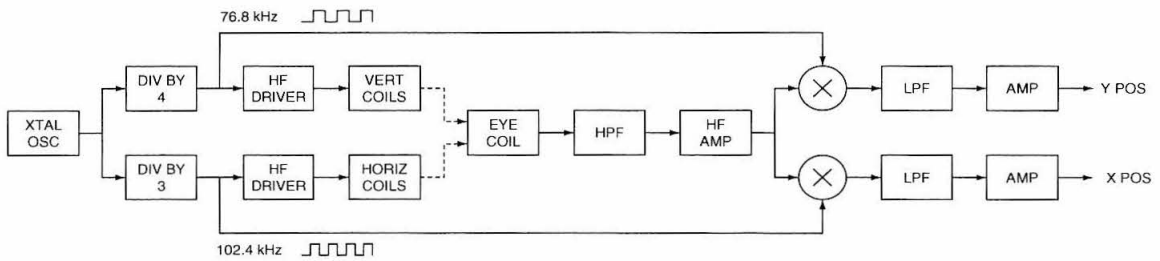 76.8 kHz
DIV BY
4
HF
DRIVER
VERT
COILS
LPF
AMP
Y POS
XTAL
OSC
EYE
COIL
HPF
HF
AMP
DIV BY
3
HF
DRIVER
HORIZ
COILS
LPF
AMP
X POS
102.4 kHz